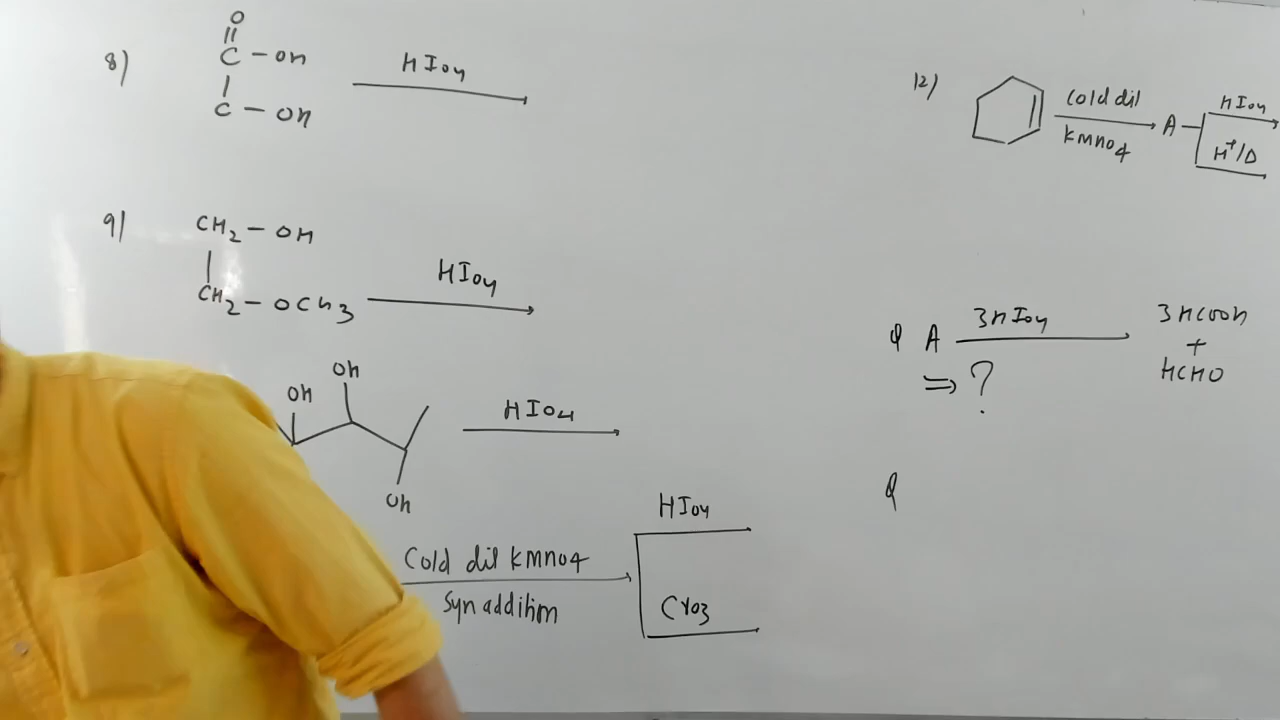 8)
O
C - OH
C - OH
HIO4
9)
CH2 - OH
CH2 - OCH3
HIO4
OH
OH
OH
HIO4
Cold dil KMnO4
Syn addition
HIO4
CrO3
12)
Cold dil
KMnO4
A
HIO4
H+/Δ
Q A
3HIO4
3HCOOH
+
HCHO
⇒ ?
Q